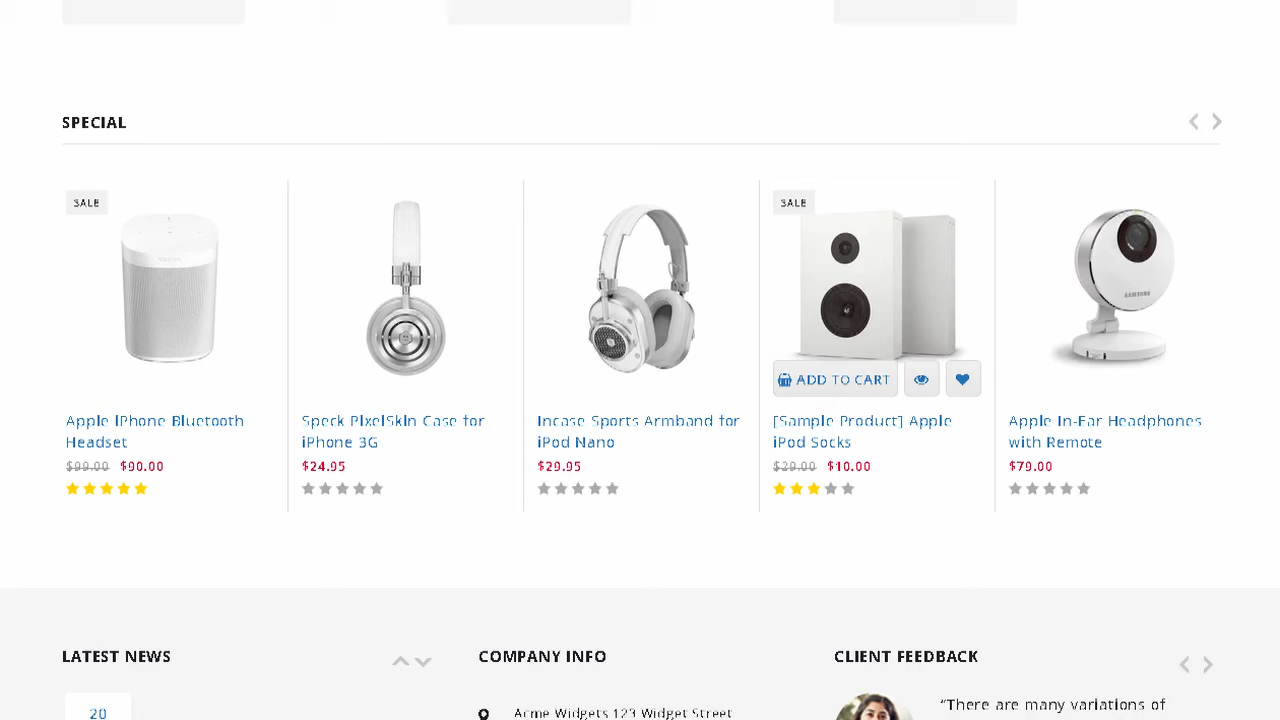 SPECIAL
SALE
Apple iPhone Bluetooth
Headset
$99.00 $90.00
Speck PixelSkin Case for
iPhone 3G
$24.95
Incase Sports Armband for
iPod Nano
$29.95
SALE
ADD TO CART
[Sample Product] Apple
iPod Socks
$29.00 $10.00
SAMSUNG
Apple In-Ear Headphones
with Remote
$79.00
LATEST NEWS
20
COMPANY INFO
Acme Widgets 123 Widget Street
CLIENT FEEDBACK
“There are many variations of